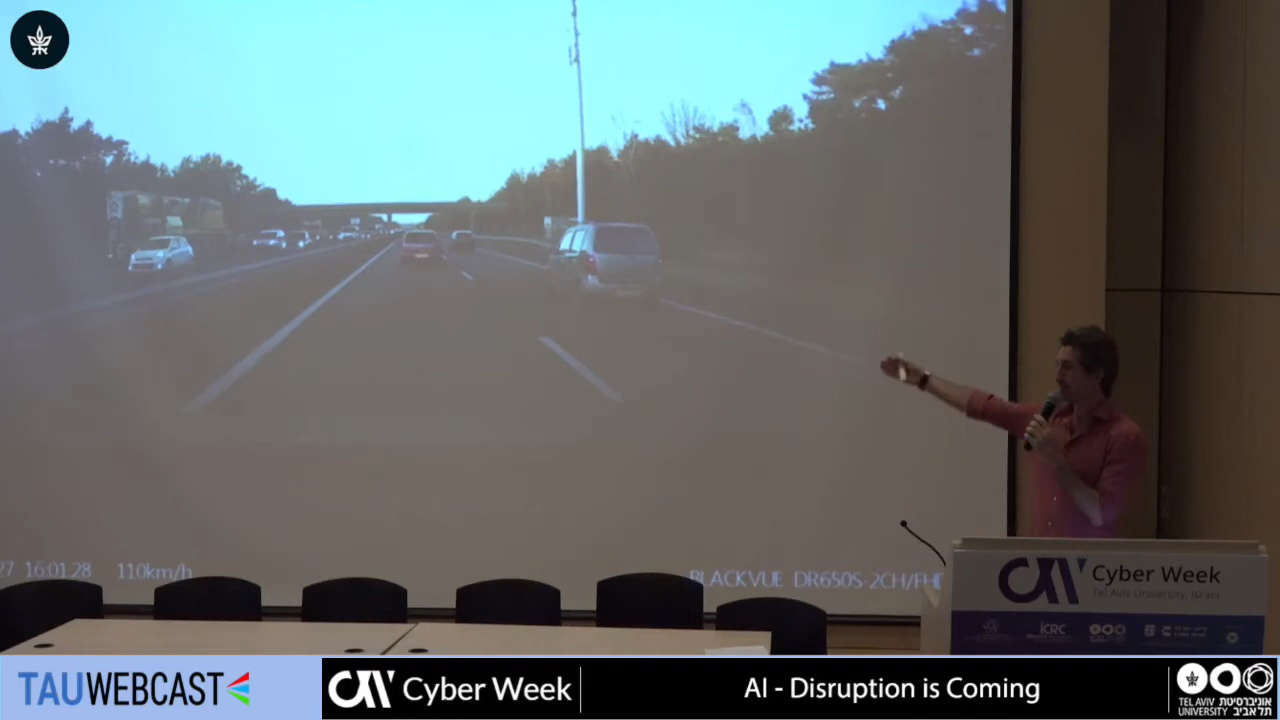 27 16:01:28 110km/h
BLACKVUE DR650S-2CH/FHD
Cyber Week
Tel Aviv University, Israel
ICRC
TAUWEBCAST
Cyber Week
AI - Disruption is Coming
TEL AVIV אוניברסיטת
UNIVERSITY תל אביב